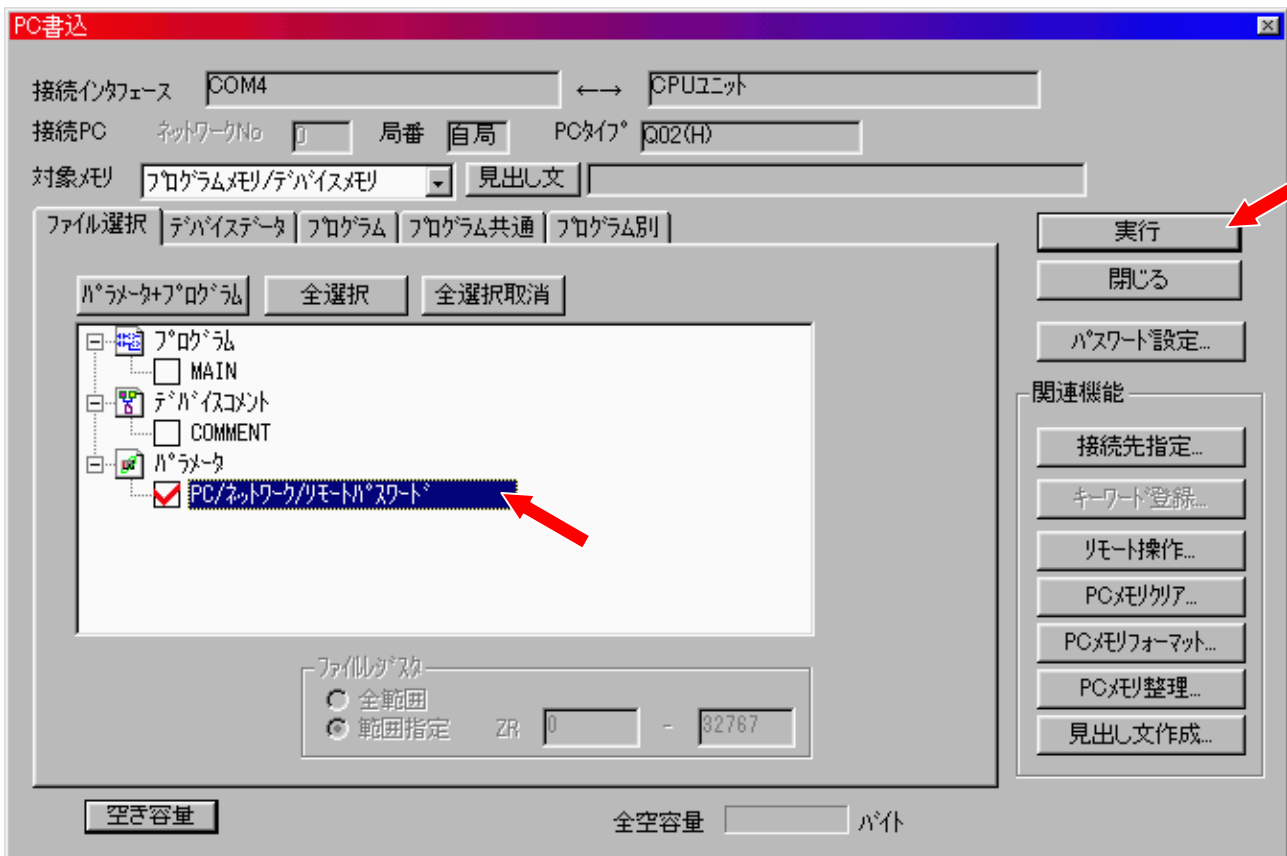 PC書込
接続ｲﾝﾀﾌｪｰｽ COM4 ←→ CPUﾕﾆｯﾄ
接続PC ﾈｯﾄﾜｰｸNo 0 局番 自局 PCﾀｲﾌﾟ Q02(H)
対象ﾒﾓﾘ ﾌﾟﾛｸﾞﾗﾑﾒﾓﾘ/ﾃﾞﾊﾞｲｽﾒﾓﾘ 見出し文
ﾌｧｲﾙ選択 ﾃﾞﾊﾞｲｽﾃﾞｰﾀ ﾌﾟﾛｸﾞﾗﾑ ﾌﾟﾛｸﾞﾗﾑ共通 ﾌﾟﾛｸﾞﾗﾑ別
ﾊﾟﾗﾒｰﾀ+ﾌﾟﾛｸﾞﾗﾑ 全選択 全選択取消
ﾌﾟﾛｸﾞﾗﾑ
MAIN
ﾃﾞﾊﾞｲｽｺﾒﾝﾄ
COMMENT
ﾊﾟﾗﾒｰﾀ
PC/ﾈｯﾄﾜｰｸ/ﾘﾓｰﾄﾊﾟｽﾜｰﾄﾞ
ﾌｧｲﾙﾚｼﾞｽﾀ
全範囲
範囲指定 ZR 0 - 32767
空き容量 全空容量 ﾊﾞｲﾄ
実行
閉じる
ﾊﾟｽﾜｰﾄﾞ設定...
関連機能
接続先指定...
ｷｰﾜｰﾄﾞ登録...
ﾘﾓｰﾄ操作...
PCﾒﾓﾘｸﾘｱ...
PCﾒﾓﾘﾌｫｰﾏｯﾄ...
PCﾒﾓﾘ整理...
見出し文作成...